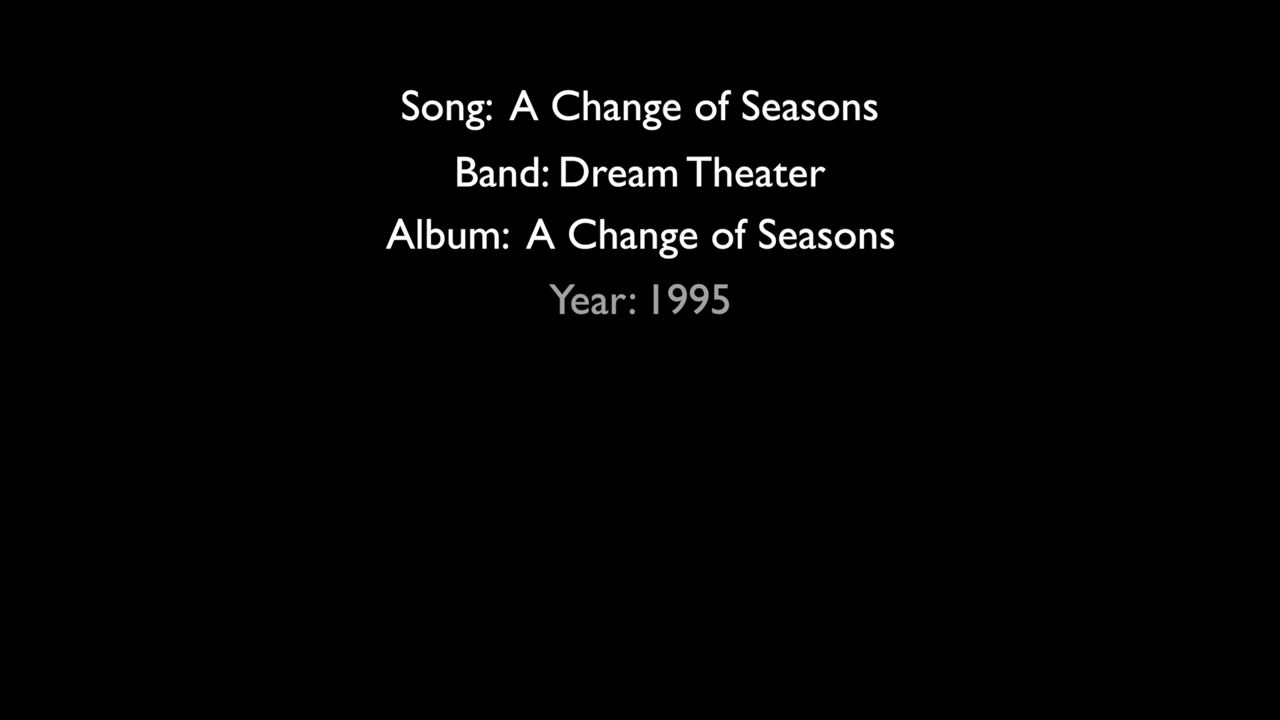 Song: A Change of Seasons
Band: Dream Theater
Album: A Change of Seasons
Year: 1995